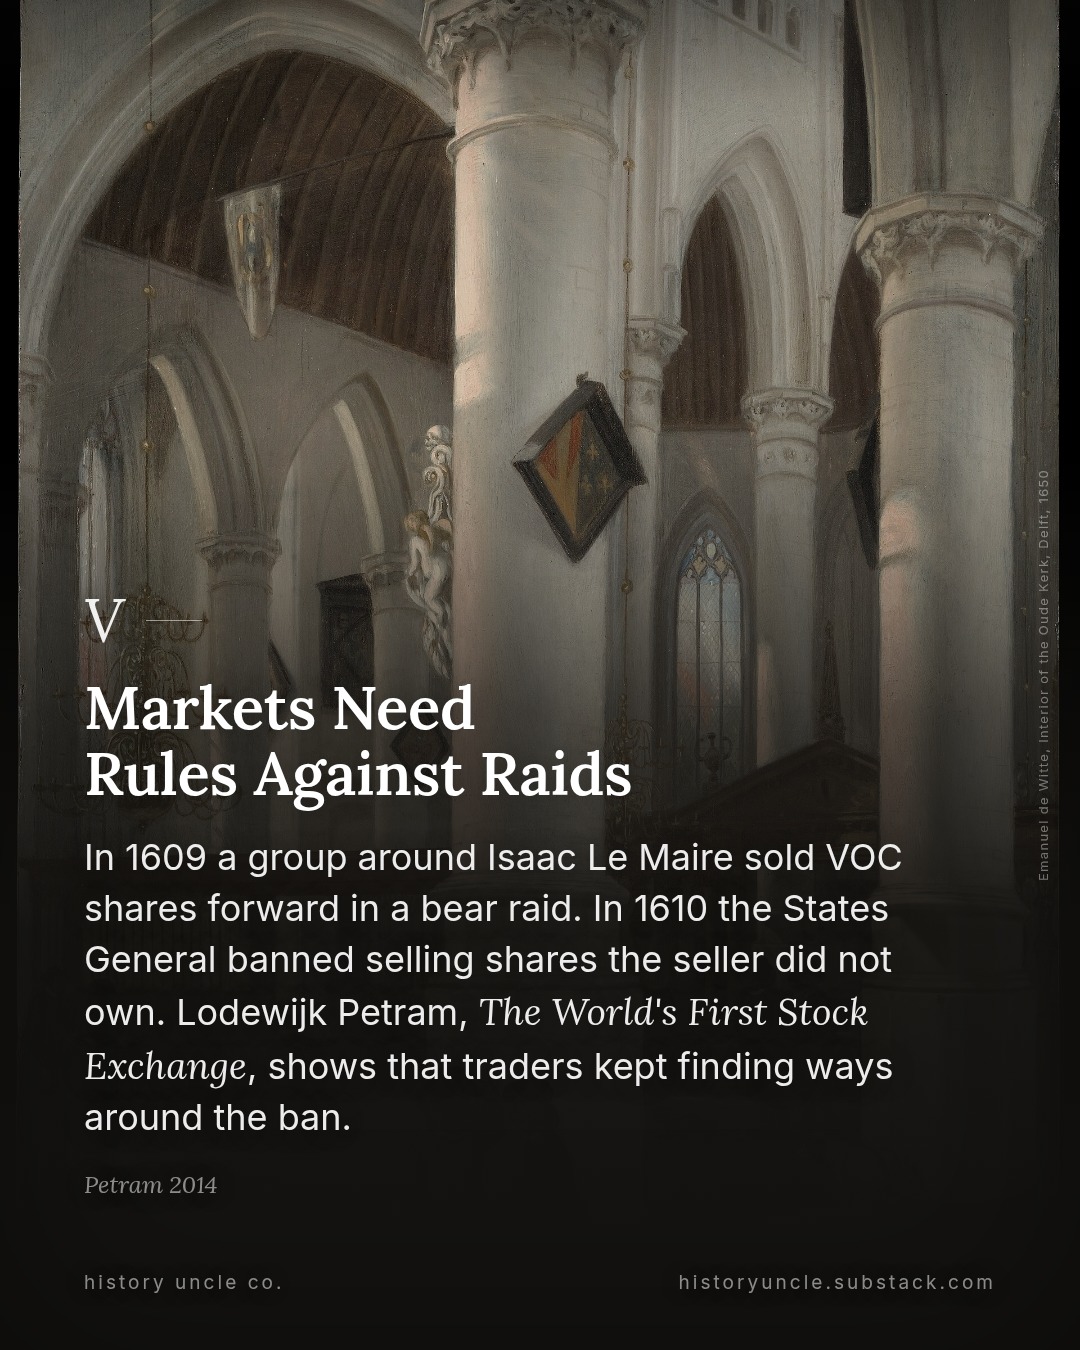 V
Markets Need
Rules Against Raids
In 1609 a group around Isaac Le Maire sold VOC
shares forward in a bear raid. In 1610 the States
General banned selling shares the seller did not
own. Lodewijk Petram, The World's First Stock
Exchange, shows that traders kept finding ways
around the ban.
Petram 2014
history uncle co.
historyuncle.substack.com
Emanuel de Witte, Interior of the Oude Kerk, Delft, 1650